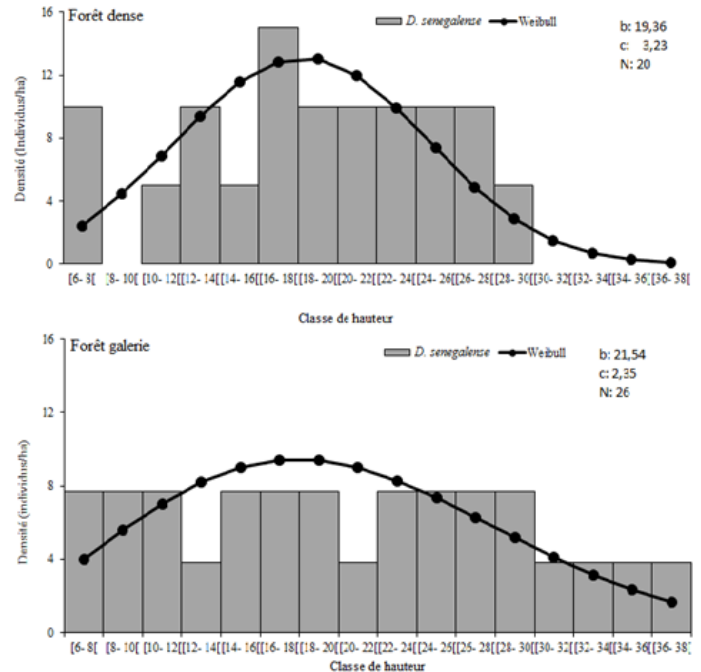 Forêt dense
D. senegalense Weibull
b: 19,36
c: 3,23
N: 20
Densité (Individus/ha)
16
12
8
4
0
[6- 8[ [8- 10[ [10- 12[ [12- 14[ [14- 16[ [16- 18[ [18- 20[ [20- 22[ [22- 24[ [24- 26[ [26- 28[ [28- 30[ [30- 32[ [32- 34[ [34- 36[ [36- 38[
Classe de hauteur
Forêt galerie
D. senegalense Weibull
b: 21,54
c: 2,35
N: 26
Densité (individus/ha)
16
12
8
4
0
[6- 8[ [8- 10[ [10- 12[ [12- 14[ [14- 16[ [16- 18[ [18- 20[ [20- 22[ [22- 24[ [24- 26[ [26- 28[ [28- 30[ [30- 32[ [32- 34[ [34- 36[ [36- 38[
Classe de hauteur